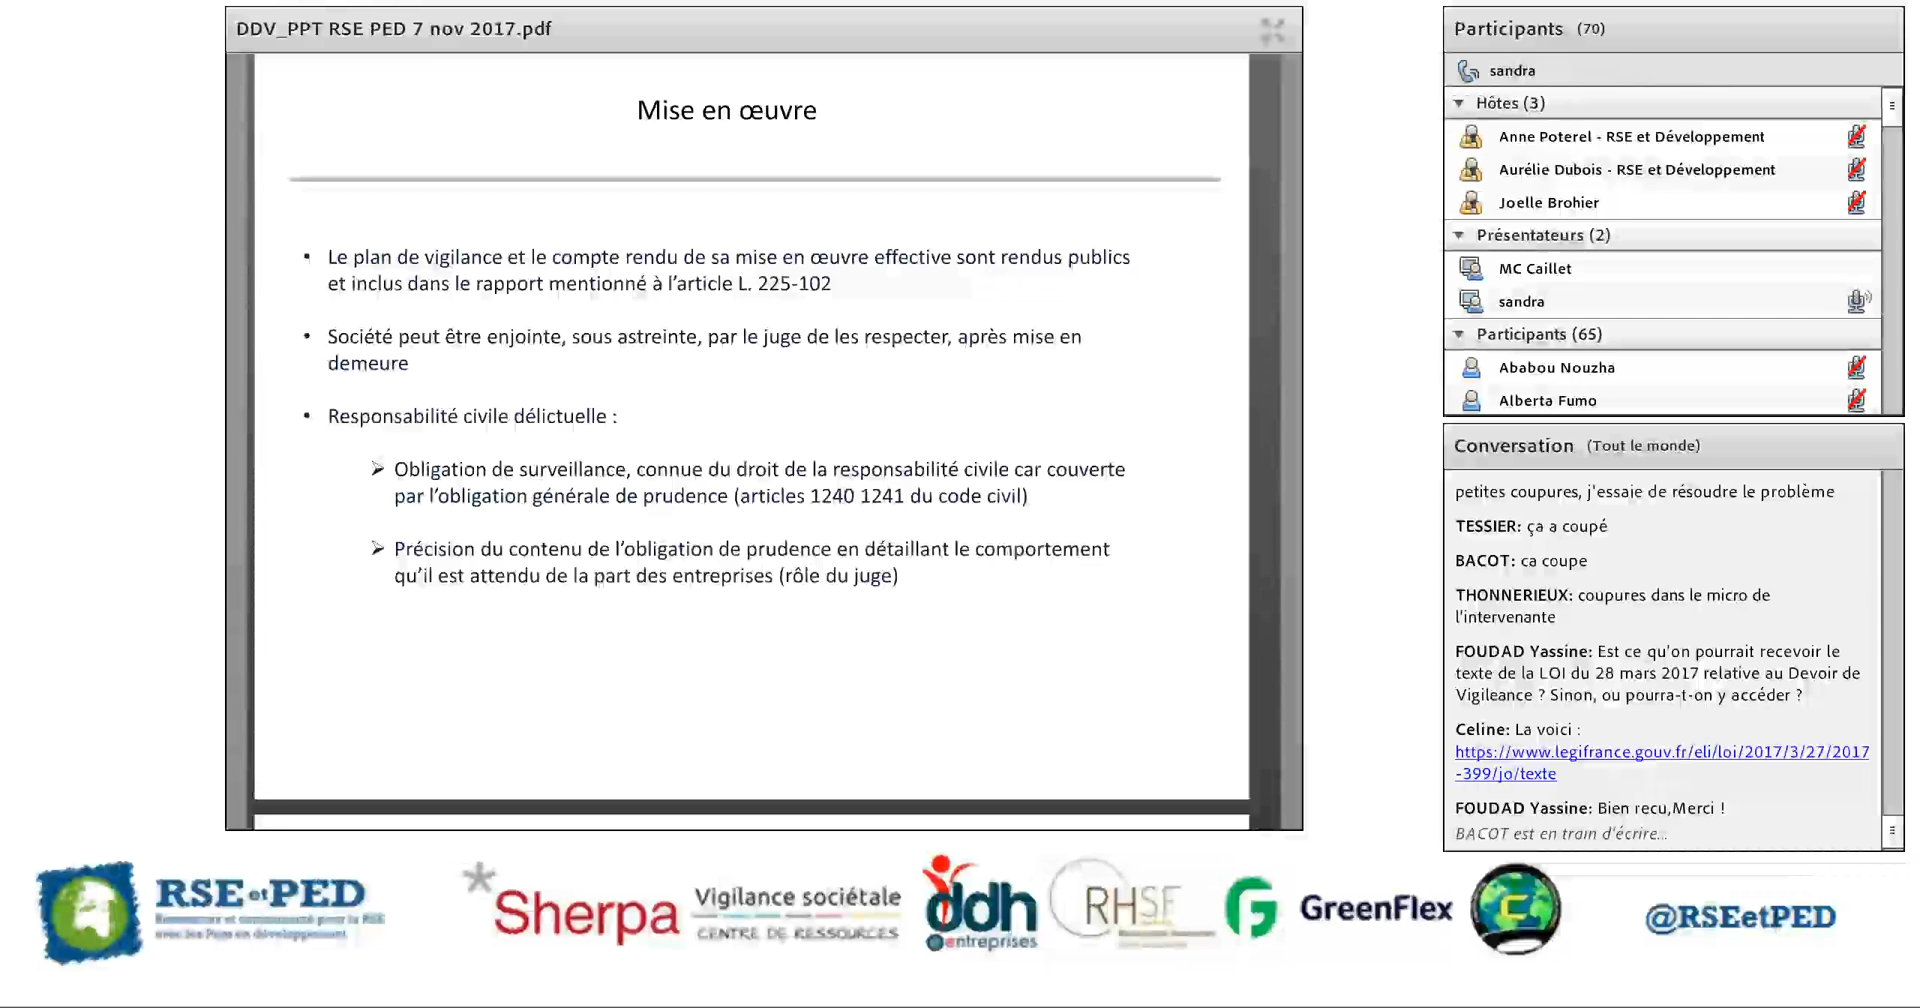 DDV_PPT RSE PED 7 nov 2017.pdf
Mise en œuvre
• Le plan de vigilance et le compte rendu de sa mise en œuvre effective sont rendus publics
et inclus dans le rapport mentionné à l’article L. 225-102
• Société peut être enjointe, sous astreinte, par le juge de les respecter, après mise en
demeure
• Responsabilité civile délictuelle :
➢ Obligation de surveillance, connue du droit de la responsabilité civile car couverte
par l’obligation générale de prudence (articles 1240 1241 du code civil)
➢ Précision du contenu de l’obligation de prudence en détaillant le comportement
qu’il est attendu de la part des entreprises (rôle du juge)
Participants (70)
sandra
Hôtes (3)
Anne Poterel - RSE et Développement
Aurélie Dubois - RSE et Développement
Joelle Brohier
Présentateurs (2)
MC Caillet
sandra
Participants (65)
Ababou Nouzha
Alberta Fumo
Conversation (Tout le monde)
petites coupures, j'essaie de résoudre le problème
TESSIER: ça a coupé
BACOT: ca coupe
THONNERIEUX: coupures dans le micro de
l'intervenante
FOUDAD Yassine: Est ce qu'on pourrait recevoir le
texte de la LOI du 28 mars 2017 relative au Devoir de
Vigileance ? Sinon, ou pourra-t-on y accéder ?
Celine: La voici :
https://www.legifrance.gouv.fr/eli/loi/2017/3/27/2017
-399/jo/texte
FOUDAD Yassine: Bien recu,Merci !
BACOT est en train d'écrire...
RSE et PED
Ressources et communauté pour la RSE
avec les Pays en développement
Sherpa
Vigilance sociétale
CENTRE DE RESSOURCES
ddh
entreprises
RHSF
GreenFlex
@RSEetPED